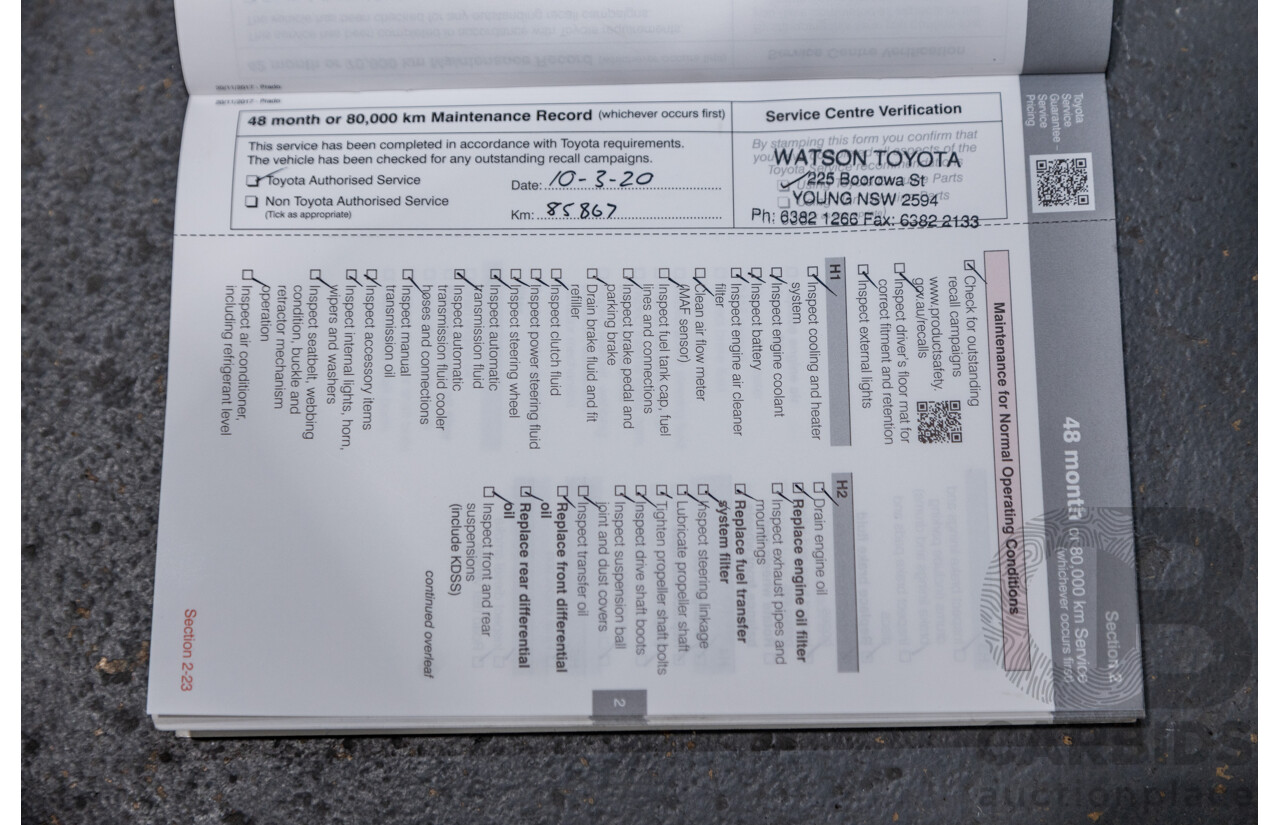 48 month or 80,000 km Maintenance Record (whichever occurs first)
This service has been completed in accordance with Toyota requirements.
The vehicle has been checked for any outstanding recall campaigns.
Toyota Authorised Service
Non Toyota Authorised Service
(Tick as appropriate)
Date: 10-3-20
Km: 85867
Service Centre Verification
By stamping this form you confirm that
WATSON TOYOTA
225 Boorowa St
YOUNG NSW 2594
Ph: 6382 1266 Fax: 6382 2133
Toyota
Service
Guarantee –
Service
Pricing
Section 2
48 month or 80,000 km Service
(whichever occurs first)
Maintenance for Normal Operating Conditions
Check for outstanding
recall campaigns
www.productsafety.
gov.au/recalls
Inspect driver's floor mat for
correct fitment and retention
Inspect external lights
H1
Inspect cooling and heater
system
Inspect engine coolant
Inspect battery
Inspect engine air cleaner
filter
Clean air flow meter
(MAF sensor)
Inspect fuel tank cap, fuel
lines and connections
Inspect brake pedal and
parking brake
Drain brake fluid and fit
refiller
Inspect clutch fluid
Inspect power steering fluid
Inspect steering wheel
Inspect automatic
transmission fluid
Inspect automatic
transmission fluid cooler
hoses and connections
Inspect manual
transmission oil
Inspect accessory items
Inspect internal lights, horn,
wipers and washers
Inspect seatbelt, webbing
condition, buckle and
retractor mechanism
operation
Inspect air conditioner,
including refrigerant level
H2
Drain engine oil
Replace engine oil filter
Inspect exhaust pipes and
mountings
Replace fuel transfer
system filter
Inspect steering linkage
Lubricate propeller shaft
Tighten propeller shaft bolts
Inspect drive shaft boots
Inspect suspension ball
joint and dust covers
Inspect transfer oil
Replace front differential
oil
Replace rear differential
oil
Inspect front and rear
suspensions
(include KDSS)
continued overleaf
2
Section 2-23
CARBIDS
auctionplace